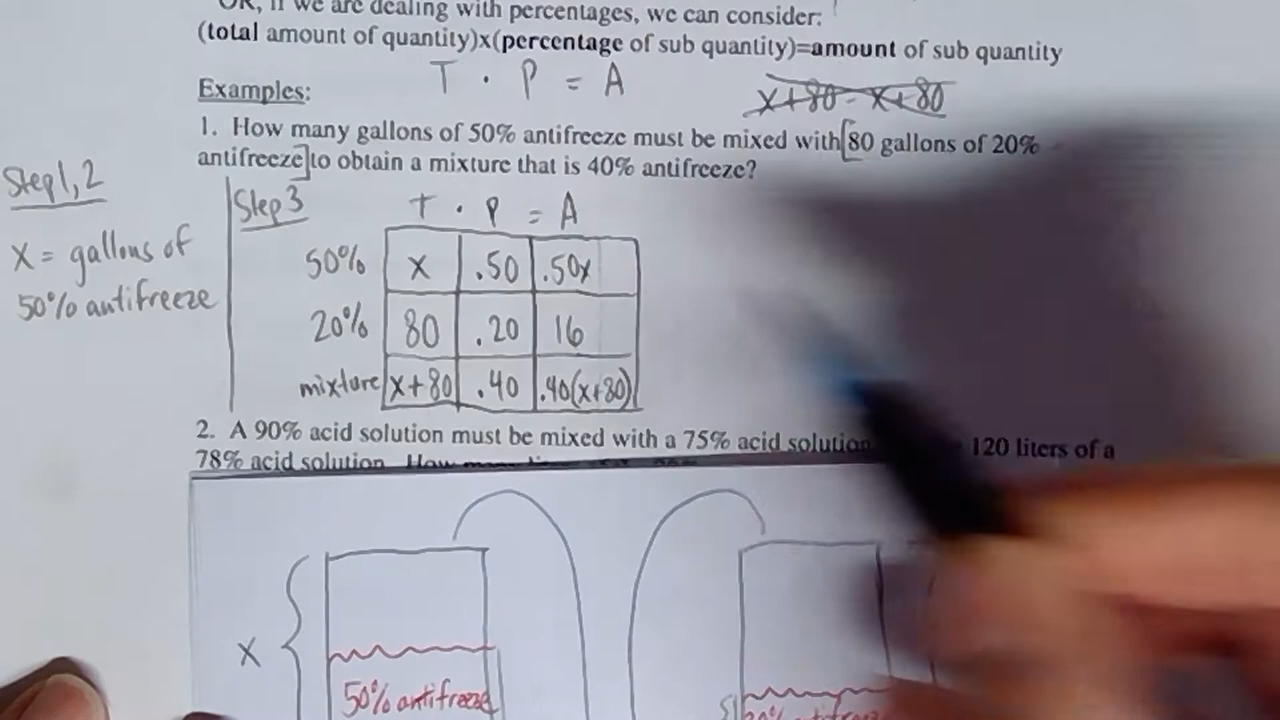 OR, if we are dealing with percentages, we can consider:
(total amount of quantity)x(percentage of sub quantity)=amount of sub quantity
T · P = A
Examples:
x+80 - x+80
1. How many gallons of 50% antifreeze must be mixed with [80 gallons of 20%
antifreeze] to obtain a mixture that is 40% antifreeze?
Step 1, 2
x = gallons of
50% antifreeze
Step 3
T · P = A
50% x .50 .50x
20% 80 .20 16
mixture x+80 .40 .40(x+80)
2. A 90% acid solution must be mixed with a 75% acid solution 120 liters of a
78% acid solution. How
x
50% antifreeze